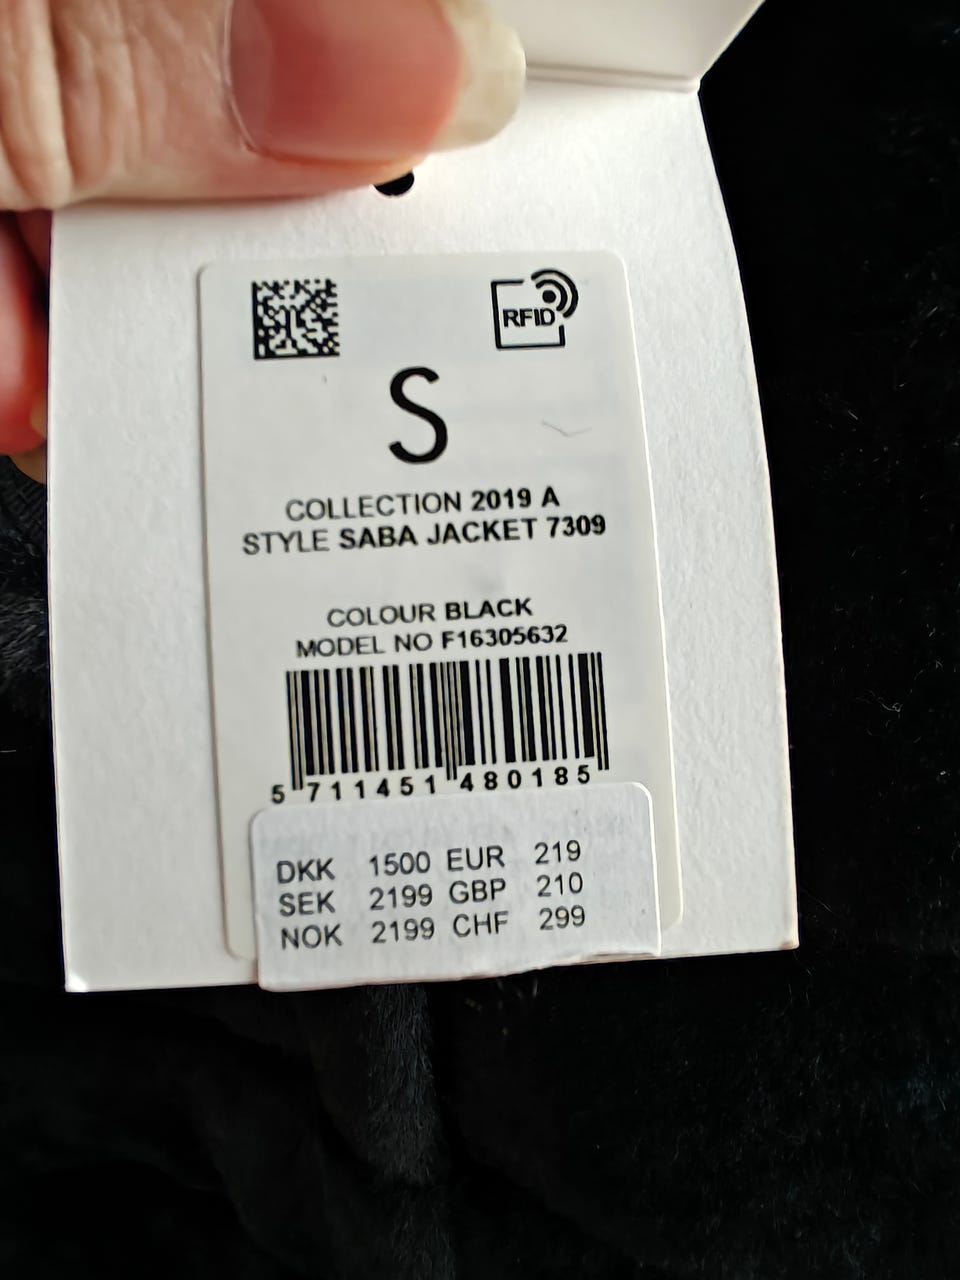 RFID
S
COLLECTION 2019 A
STYLE SABA JACKET 7309
COLOUR BLACK
MODEL NO F16305632
5 711451 480185
DKK 1500 EUR 219
SEK 2199 GBP 210
NOK 2199 CHF 299